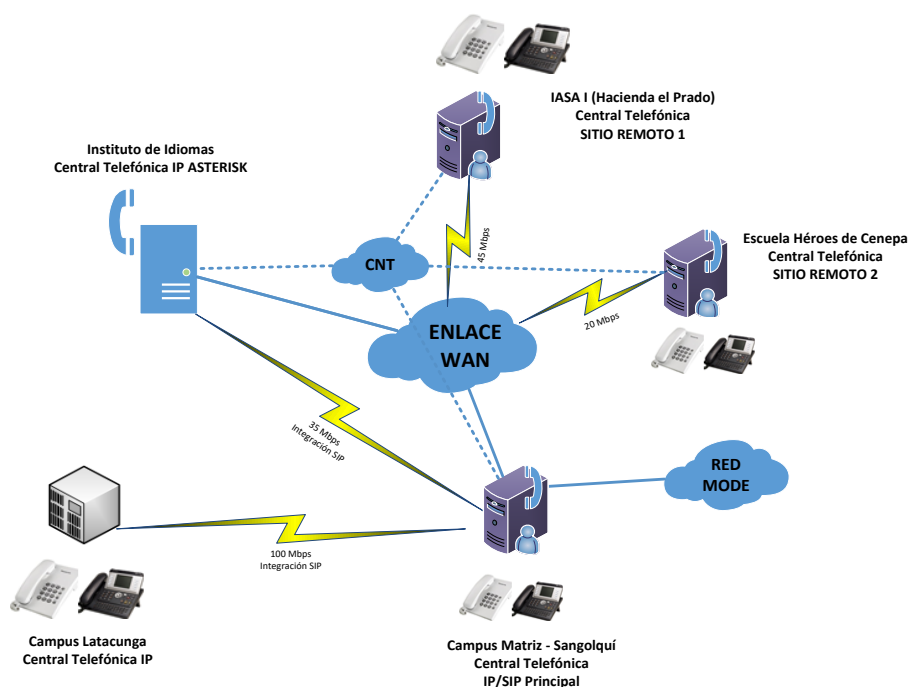 IASA I (Hacienda el Prado)
Central Telefónica
SITIO REMOTO 1
Instituto de Idiomas
Central Telefónica IP ASTERISK
CNT
45 Mbps
Escuela Héroes de Cenepa
Central Telefónica
SITIO REMOTO 2
ENLACE
WAN
20 Mbps
35 Mbps
Integración SIP
RED
MODE
100 Mbps
Integración SIP
Campus Latacunga
Central Telefónica IP
Campus Matriz - Sangolquí
Central Telefónica
IP/SIP Principal